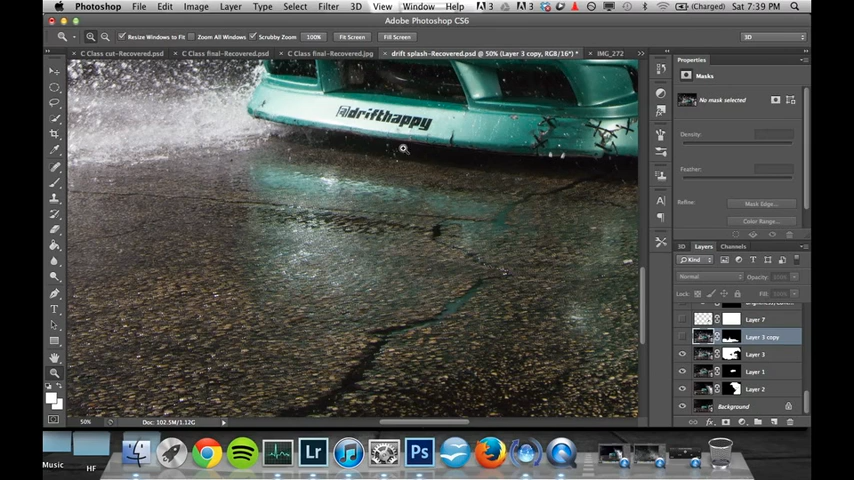 Photoshop File Edit Image Layer Type Select Filter 3D View Window Help
3
8
(Charged) Sat 7:39 PM
Adobe Photoshop CS6
Resize Windows to Fit Zoom All Windows Scrubby Zoom 100% Fit Screen Fill Screen 3D
C Class cut-Recovered.psd
C Class final-Recovered.psd
C Class final-Recovered.jpg
drift splash-Recovered.psd @ 50% (Layer 3 copy, RGB/16*) *
IMG_272
Properties
Masks
No mask selected
Density:
Feather:
Refine:
Mask Edge...
Color Range...
@drifthappy
3D Layers Channels
Kind
Normal
Opacity:
Lock:
Fill:
Layer 7
Layer 3 copy
Layer 3
Layer 1
Layer 2
Background
50%
Doc: 102.5M/1.12G
Music
HF
Lr
Ps